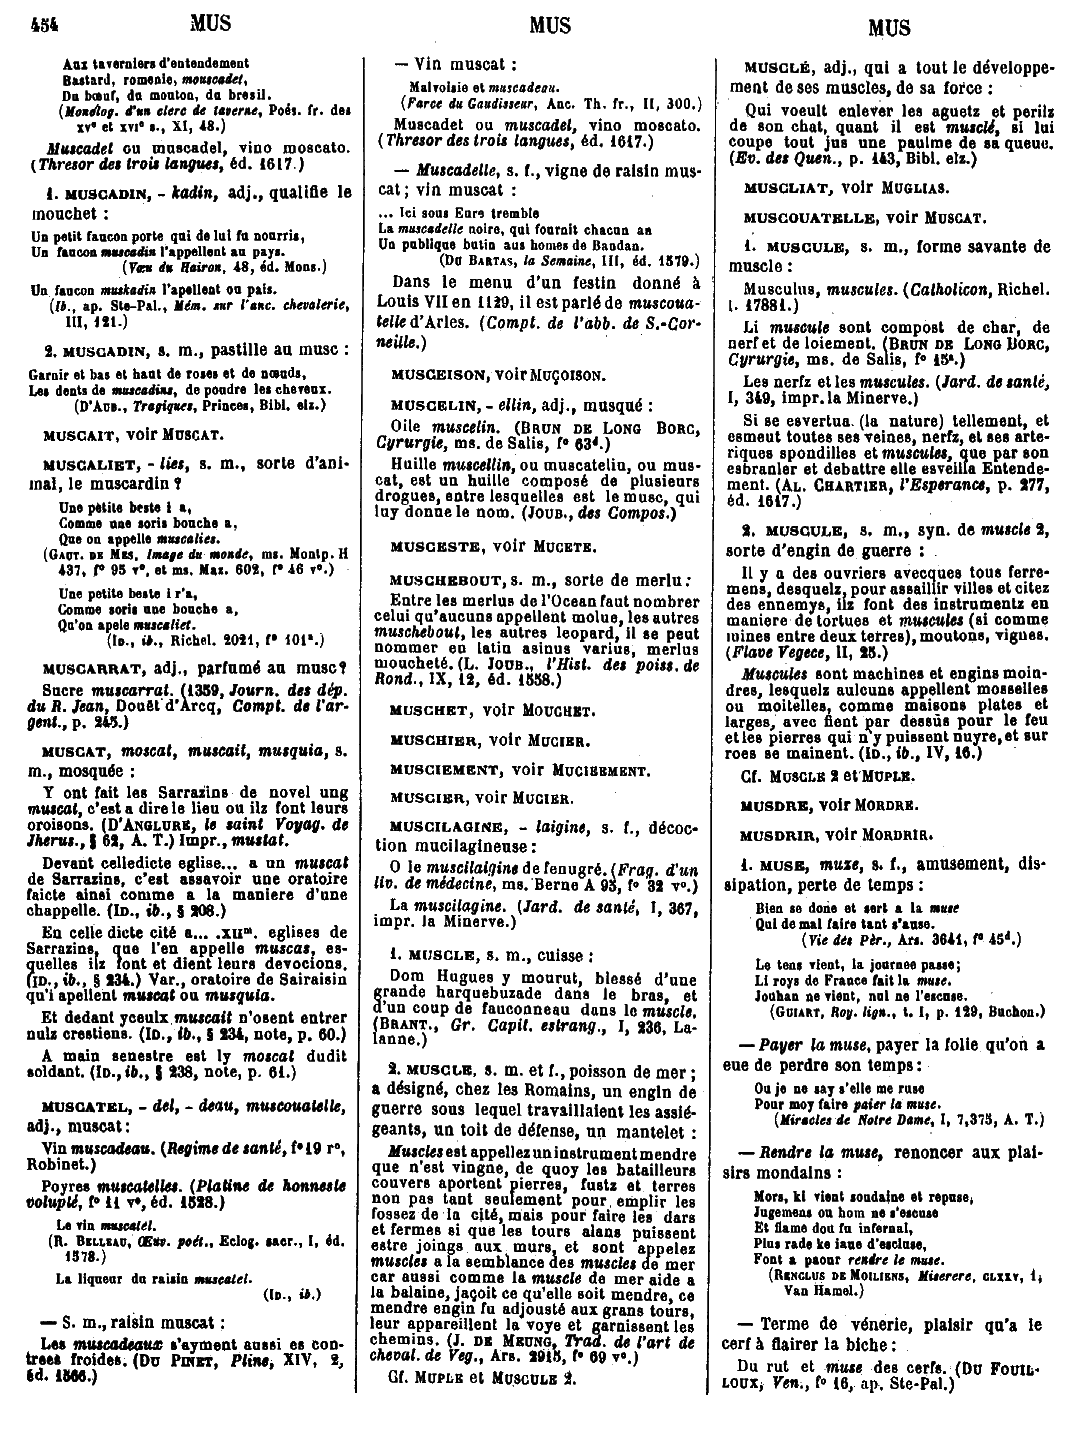 454 MUS MUS MUS
Aux taverniers d'entendement
Bastard, romenie, mouscadet,
Du bœuf, du mouton, du bresil.
(Monolog. d'un clerc de taverne, Poés. fr. des
xvᵉ et xviᵉ s., XI, 48.)
Muscadet ou muscadel, vino moscato.
(Thresor des trois langues, éd. 1617.)
1. MUSCADIN, - kadin, adj., qualifie le
mouchet :
Un petit faucon porte qui de lui fu nourris,
Un faucon muscadin l'appellent au pays.
(Vœu du Hairon, 48, éd. Mons.)
Un faucon muskadin l'apellent ou pais.
(Ib., ap. Ste-Pal., Mém. sur l'anc. chevalerie,
III, 121.)
2. MUSCADIN, s. m., pastille au musc :
Garnir et bas et haut de roses et de nœuds,
Les dents de muscadins, de poudre les cheveux.
(D'AUB., Tragiques, Princes, Bibl. elz.)
MUSCAIT, voir MUSCAT.
MUSCALIET, - lies, s. m., sorte d'ani-
mal, le muscardin ?
Une petite beste i a,
Comme une soris bouche a,
Que on appelle muscalies.
(GAUT. DE MES, Image du monde, ms. Montp. H
437, fº 95 vº, et ms. Maz. 602, fº 46 vº.)
Une petite beste i r'a,
Comme soris une bouche a,
Qu'on apele muscaliet.
(ID., ib., Richel. 2021, fº 101ᵃ.)
MUSCARRAT, adj., parfumé au musc?
Sucre muscarrat. (1359, Journ. des dép.
du R. Jean, Douët d'Arcq, Compt. de l'ar-
gent., p. 245.)
MUSCAT, moscat, muscait, musquia, s.
m., mosquée :
Y ont fait les Sarrazins de novel ung
muscat, c'est a dire le lieu ou ilz font leurs
oroisons. (D'ANGLURE, le saint Voyag. de
Jherus., § 62, A. T.) Impr., mustat.
Devant celledicte eglise... a un muscat
de Sarrazins, c'est assavoir une oratoire
faicte ainsi comme a la maniere d'une
chappelle. (ID., ib., § 208.)
En celle dicte cité a... .xiiᵐ. eglises de
Sarrazins, que l'en appelle muscas, es-
quelles ilz font et dient leurs devocions.
(ID., ib., § 234.) Var., oratoire de Sairaisin
qu'i apellent muscat ou musquia.
Et dedant yceulx muscait n'osent entrer
nulz crestiens. (ID., ib., § 234, note, p. 60.)
A main senestre est ly moscat dudit
soldant. (ID., ib., § 238, note, p. 61.)
MUSCATEL, - del, - deau, muscouatelle,
adj., muscat :
Vin muscadeau. (Regime de santé, fº 19 rº,
Robinet.)
Poyres muscatelles. (Platine de honneste
volupté, fº 11 vº, éd. 1528.)
Le vin muscatel.
(R. BELLEAU, Œuv. poét., Eclog. sacr., I, éd.
1578.)
La liqueur du raisin muscatel.
(ID., ib.)
— S. m., raisin muscat :
Les muscadeaux s'ayment aussi es con-
trees froides. (DU PINET, Pline, XIV, 2,
éd. 1566.)
— Vin muscat :
Malvoisie et muscadeau.
(Farce du Gaudisseur, Anc. Th. fr., II, 300.)
Muscadet ou muscadel, vino moscato.
(Thresor des trois langues, éd. 1617.)
— Muscadelle, s. f., vigne de raisin mus-
cat ; vin muscat :
... Ici sous Eurs tremble
La muscadelle noire, qui fournit chacun an
Un publique butin aus homes de Bandan.
(DU BARTAS, la Semaine, III, éd. 1579.)
Dans le menu d'un festin donné à
Louis VII en 1129, il est parlé de muscoua-
telle d'Arles. (Compt. de l'abb. de S.-Cor-
neille.)
MUSCEISON, voir MUÇOISON.
MUSCELIN, - ellin, adj., musqué :
Oile muscelin. (BRUN DE LONG BORC,
Cyrurgie, ms. de Salis, fº 63ᵈ.)
Huille muscellin, ou muscatelin, ou mus-
cat, est un huille composé de plusieurs
drogues, entre lesquelles est le musc, qui
luy donne le nom. (JOUB., des Compos.)
MUSCESTE, voir MUCETE.
MUSCHEBOUT, s. m., sorte de merlu :
Entre les merlus de l'Ocean faut nombrer
celui qu'aucuns appellent molue, les autres
muschebout, les autres leopard, il se peut
nommer en latin asinus varius, merlus
moucheté. (L. JOUB., l'Hist. des poiss. de
Rond., IX, 12, éd. 1558.)
MUSCHET, voir MOUCHET.
MUSCHIER, voir MUCIER.
MUSCIEMENT, voir MUCIEEMENT.
MUSCIER, voir MUCIER.
MUSCILAGINE, - laigine, s. f., décoc-
tion mucilagineuse :
O le muscilaigine de fenugré. (Frag. d'un
liv. de médecine, ms. Berne A 95, fº 32 vº.)
La muscilagine. (Jard. de santé, I, 367,
impr. la Minerve.)
1. MUSCLE, s. m., cuisse :
Dom Hugues y mourut, blessé d'une
grande harquebuzade dans le bras, et
d'un coup de fauconneau dans le muscle.
(BRANT., Gr. Capit. estrang., I, 236, La-
lanne.)
2. MUSCLE, s. m. et f., poisson de mer ;
a désigné, chez les Romains, un engin de
guerre sous lequel travaillaient les assié-
geants, un toit de défense, un mantelet :
Muscles est appellez un instrument mendre
que n'est vingne, de quoy les batailleurs
couvers aportent pierres, fustz et terres
non pas tant seulement pour emplir les
fossez de la cité, mais pour faire les dars
et fermes si que les tours alans puissent
estre joings aux murs, et sont appelez
muscles a la semblance des muscles de mer
car aussi comme la muscle de mer aide a
la balaine, jaçoit ce qu'elle soit mendre, ce
mendre engin fu adjousté aux grans tours,
leur appareillent la voye et garnissent les
chemins. (J. DE MEUNG, Trad. de l'art de
cheval. de Veg., Ars. 2915, fº 69 vº.)
Cf. MUPLE et MUSCULE 2.
MUSCLÉ, adj., qui a tout le développe-
ment de ses muscles, de sa force :
Qui voeult enlever les aguetz et perilz
de son chat, quant il est musclé, si lui
coupe tout jus une paulme de sa queue.
(Ev. des Quen., p. 143, Bibl. elz.)
MUSCLIAT, voir MUGLIAS.
MUSCOUATELLE, voir MUSCAT.
1. MUSCULE, s. m., forme savante de
muscle :
Musculus, muscules. (Catholicon, Richel.
l. 17881.)
Li muscule sont compost de char, de
nerf et de loiement. (BRUN DE LONG BORC,
Cyrurgie, ms. de Salis, fº 15ᵃ.)
Les nerfz et les muscules. (Jard. de santé,
I, 349, impr. la Minerve.)
Si se esvertua (la nature) tellement, et
esmeut toutes ses veines, nerfz, et ses arte-
riques spondilles et muscules, que par son
esbranler et debattre elle esveilla Entende-
ment. (AL. CHARTIER, l'Esperance, p. 277,
éd. 1617.)
2. MUSCULE, s. m., syn. de muscle 2,
sorte d'engin de guerre :
Il y a des ouvriers avecques tous ferre-
mens, desquelz, pour assaillir villes et citez
des ennemys, ilz font des instrumentz en
maniere de tortues et muscules (si comme
mines entre deux terres), moutons, vignes.
(Flave Vegece, II, 25.)
Muscules sont machines et engins moin-
dres, lesquelz aulcuns appellent mosselles
ou moitelles, comme maisons plates et
larges, avec fient par dessus pour le feu
et les pierres qui n'y puissent nuyre, et sur
roes se mainent. (ID., ib., IV, 16.)
Cf. MUSCLE 2 et MUPLE.
MUSDRE, voir MORDRE.
MUSDRIR, voir MORDRIR.
1. MUSE, muze, s. f., amusement, dis-
sipation, perte de temps :
Bien se done et sert a la muse
Qui de mal faire tant s'anse.
(Vie des Pèr., Ars. 3641, fº 45ᵈ.)
Le tens vient, la journee passe;
Li roys de France fait la muse.
Jouhan ne vient, nul ne l'escuse.
(GUIART, Roy. lign., t. I, p. 129, Buchon.)
— Payer la muse, payer la folie qu'on a
eue de perdre son temps :
Ou je ne say s'elle me ruse
Pour moy faire paier la muse.
(Miracles de Notre Dame, I, 7,375, A. T.)
— Rendre la muse, renoncer aux plai-
sirs mondains :
Mors, ki vient soudaine et repuse,
Jugemens ou hom ne s'escuse
Et flame dou fu infernal,
Plus rade ke iaue d'escluse,
Font a paour rendre la muse.
(RENCLUS DE MOILIENS, Miserere, CLXXV, 1,
Van Hamel.)
— Terme de vénerie, plaisir qu'a le
cerf à flairer la biche :
Du rut et muse des cerfs. (DU FOUIL-
LOUX, Ven., fº 16, ap. Ste-Pal.)